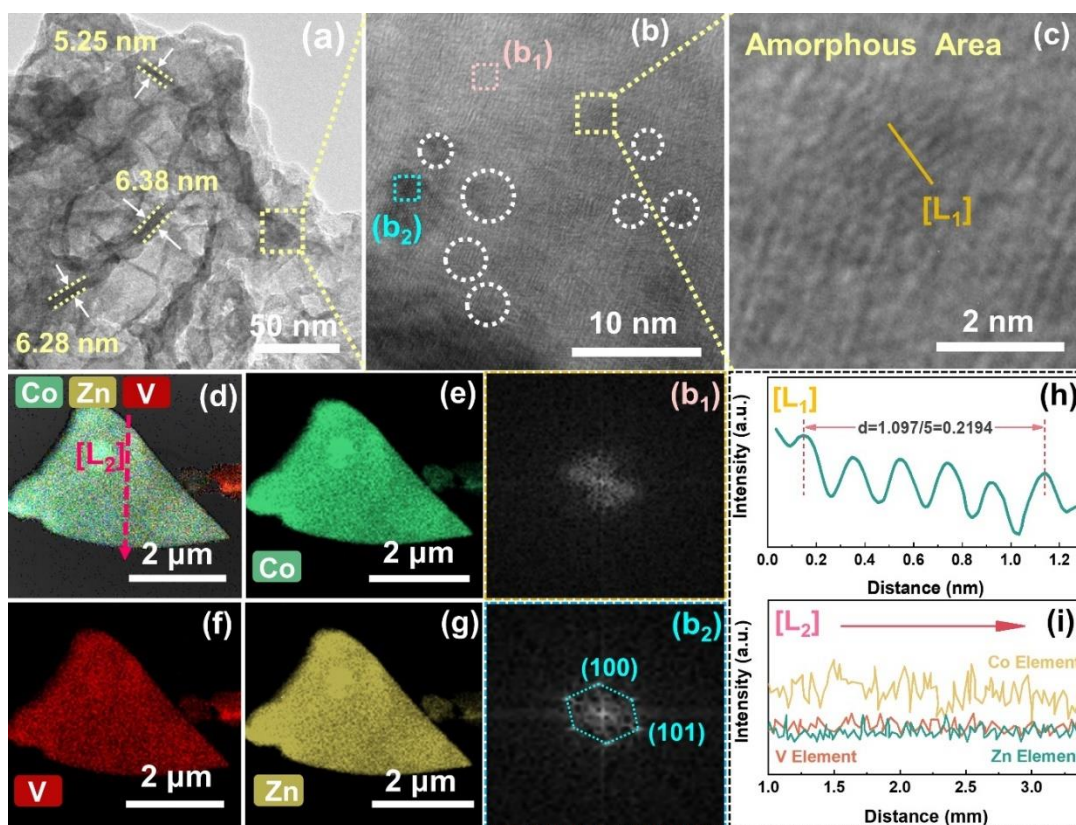 (a)
5.25 nm
6.38 nm
6.28 nm
50 nm
(b)
(b₁)
(b₂)
10 nm
(c)
Amorphous Area
[L₁]
2 nm
Co Zn V (d)
[L₂]
2 μm
(e)
Co
2 μm
(b₁)
[L₁] (h)
d=1.097/5=0.2194
Intensity (a.u.)
0.0 0.2 0.4 0.6 0.8 1.0 1.2
Distance (nm)
(f)
V
2 μm
(g)
Zn
2 μm
(b₂)
(100)
(101)
[L₂] (i)
Co Element
V Element
Zn Element
Intensity (a.u.)
1.0 1.5 2.0 2.5 3.0
Distance (mm)